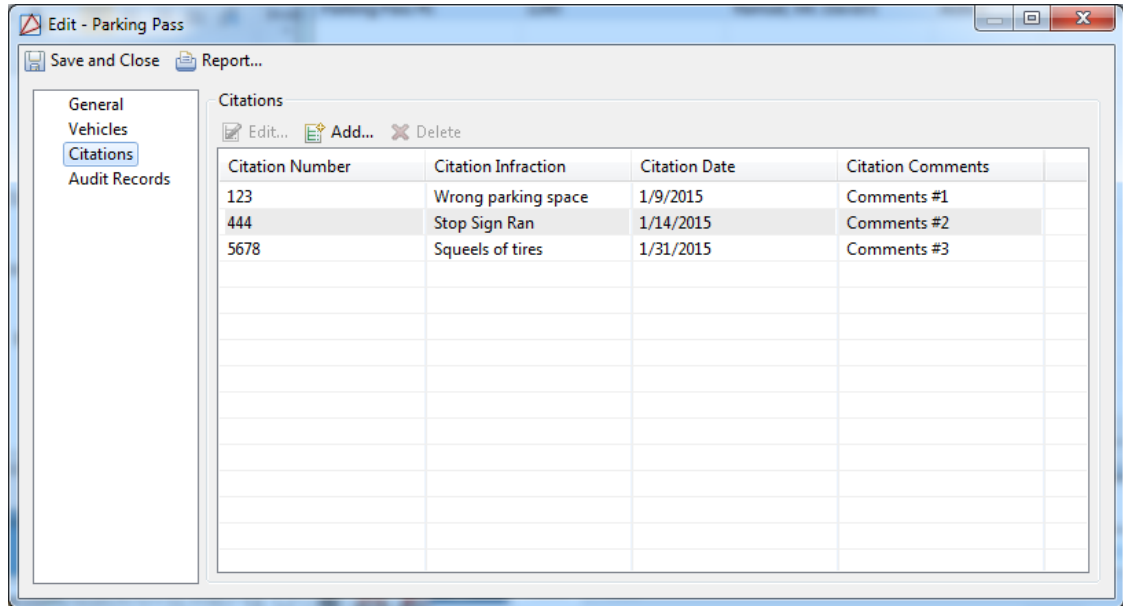 Edit - Parking Pass
Save and Close Report...
General
Vehicles
Citations
Audit Records
Citations
Edit... Add... Delete
Citation Number Citation Infraction Citation Date Citation Comments
123 Wrong parking space 1/9/2015 Comments #1
444 Stop Sign Ran 1/14/2015 Comments #2
5678 Squeels of tires 1/31/2015 Comments #3